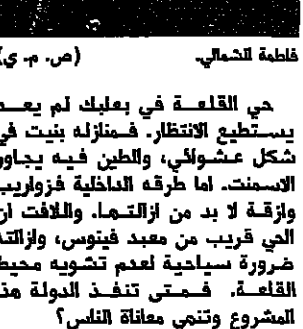 فاطمة الشمالي.
(ص. م. ي)
حي القلعة في بعلبك لم يعد
يستطيع الانتظار. فمنازله بنيت في
شكل عشوائي، والطين فيه يجاور
الاسمنت. اما طرقه الداخلية فزواريب
وازقة لا بد من ازالتها. واللافت ان
الحي قريب من معبد فينوس، وازالته
ضرورة سياحية لعدم تشويه محيط
القلعة. فمتى تنفذ الدولة هذا
المشروع وتنهي معاناة الناس؟